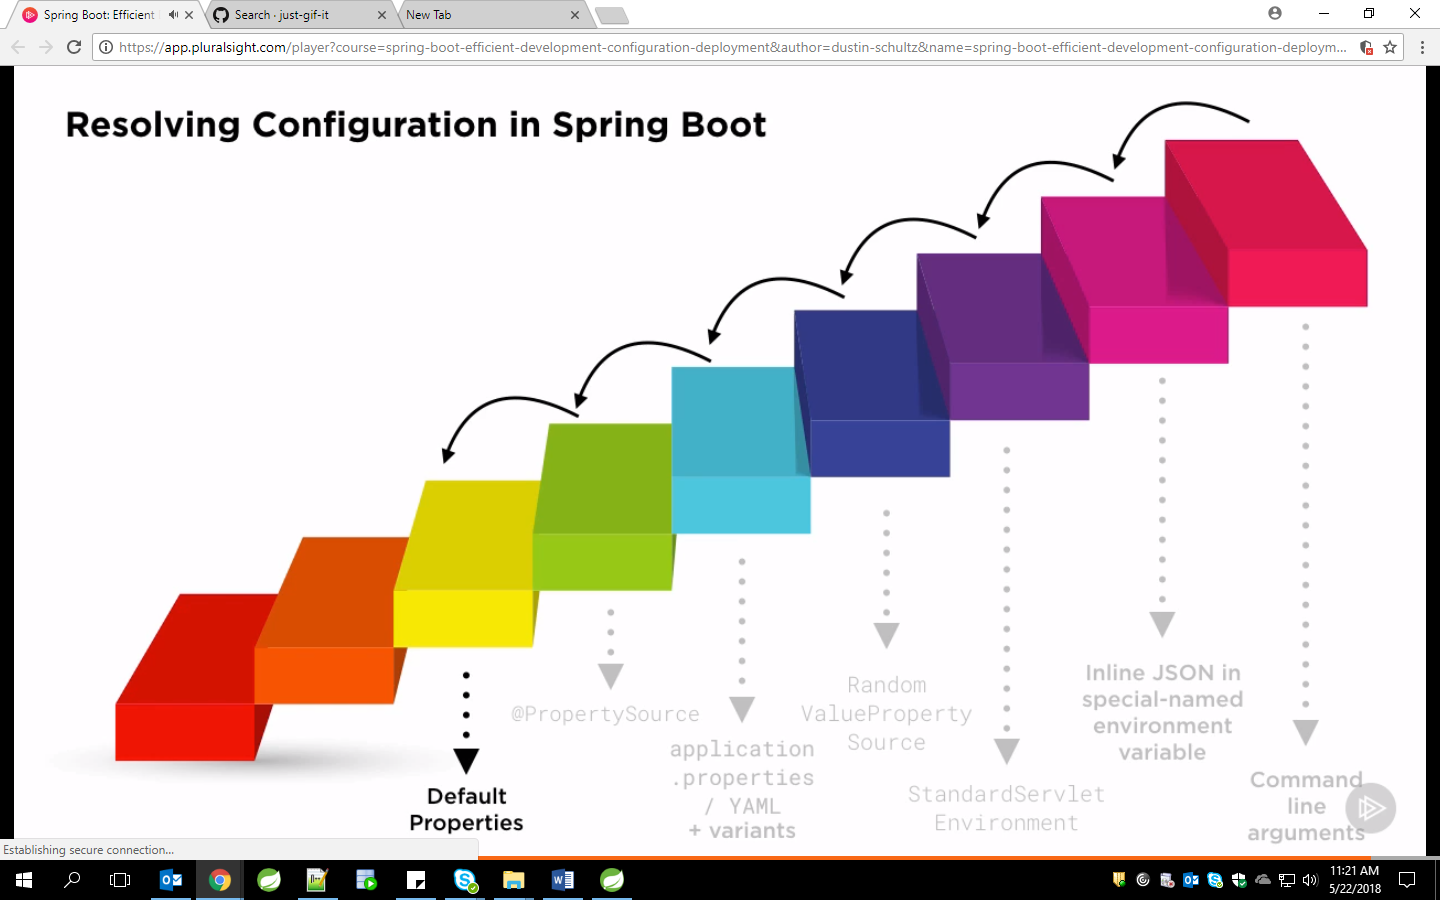 Spring Boot: Efficient
Search · just-gif-it
New Tab
https://app.pluralsight.com/player?course=spring-boot-efficient-development-configuration-deployment&author=dustin-schultz&name=spring-boot-efficient-development-configuration-deploym...
Resolving Configuration in Spring Boot
Default
Properties
@PropertySource
application
.properties
/ YAML
+ variants
Random
ValueProperty
Source
StandardServlet
Environment
Inline JSON in
special-named
environment
variable
Command
line
arguments
Establishing secure connection...
11:21 AM
5/22/2018